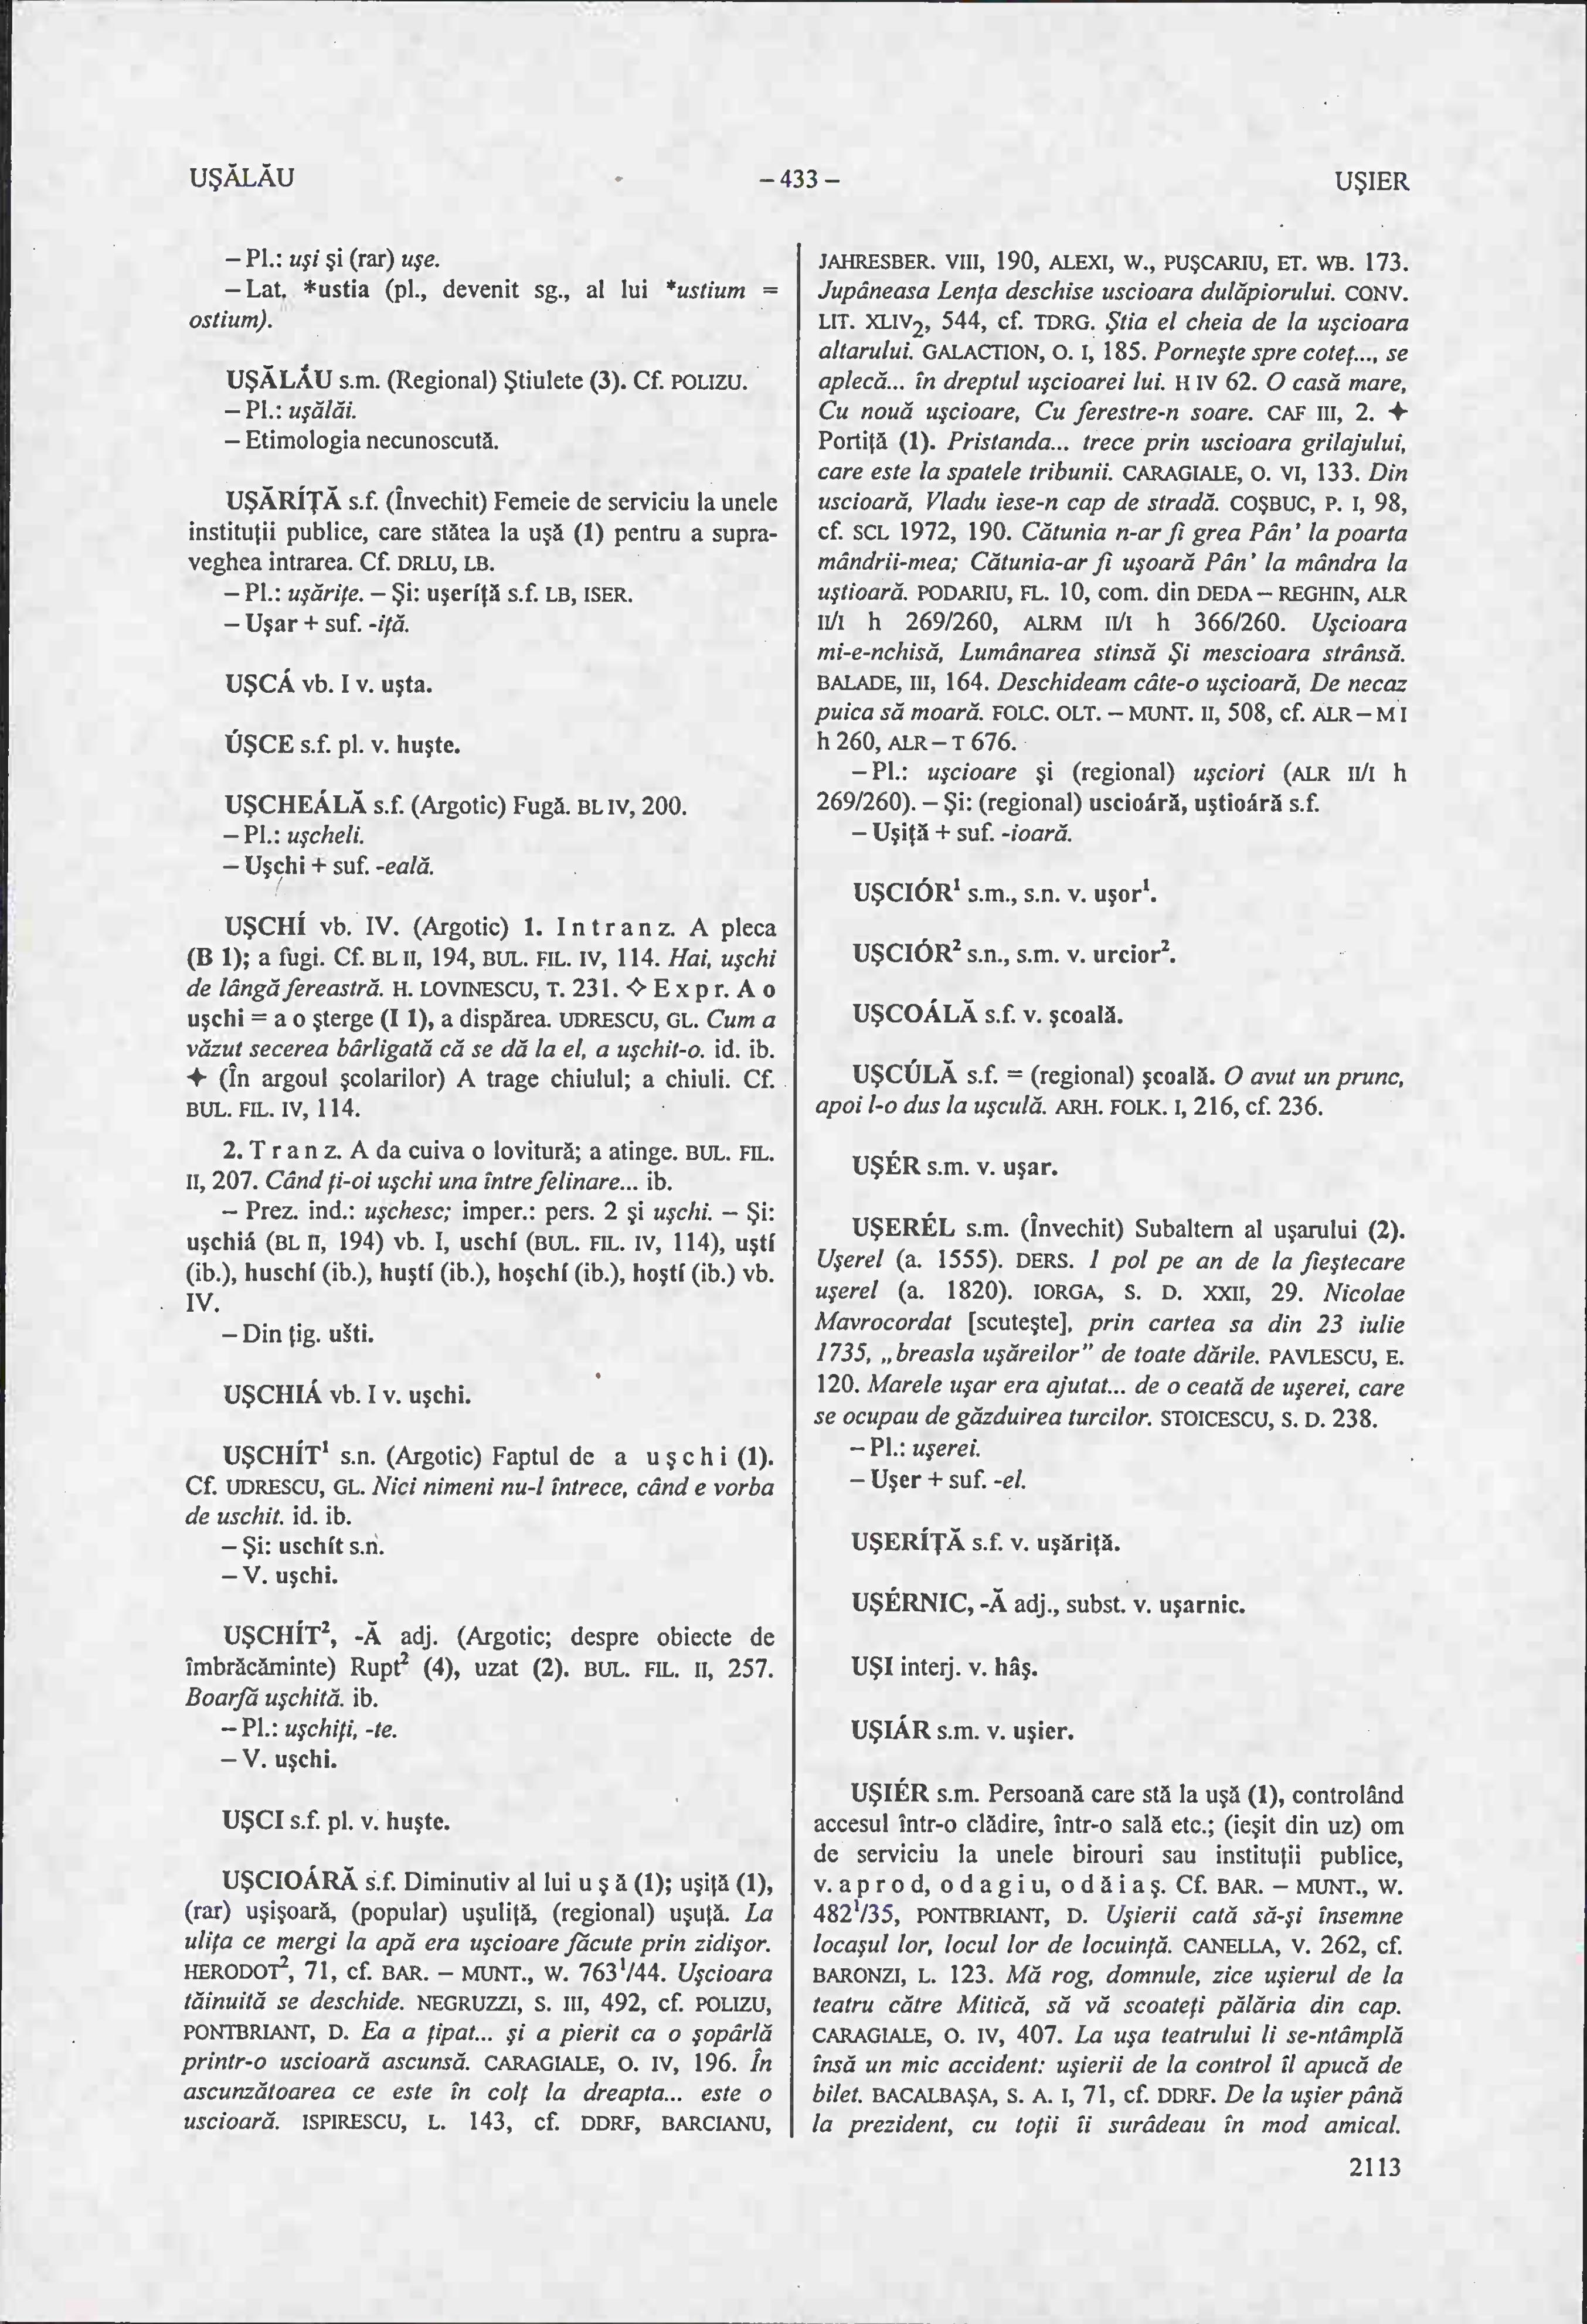 UŞĂLĂU
– 433 –
UŞIER
– Pl.: uşi şi (rar) uşe.
– Lat. *ustia (pl., devenit sg., al lui *ustium =
ostium).
UŞĂLẮU s.m. (Regional) Ştiulete (3). Cf. POLIZU.
– Pl.: uşălăi.
– Etimologia necunoscută.
UŞĂRÍŢĂ s.f. (Învechit) Femeie de serviciu la unele
instituţii publice, care stătea la uşă (1) pentru a supra-
veghea intrarea. Cf. DRLU, LB.
– Pl.: uşăriţe. – Şi: uşeríţă s.f. LB, ISER.
– Uşar + suf. -iţă.
UŞCÁ vb. I v. uşta.
ÚŞCE s.f. pl. v. huşte.
UŞCHEÁLĂ s.f. (Argotic) Fugă. BL IV, 200.
– Pl.: uşcheli.
– Uşchi + suf. -eală.
UŞCHÍ vb. IV. (Argotic) 1. Intranz. A pleca
(B 1); a fugi. Cf. BL II, 194, BUL. FIL. IV, 114. Hai, uşchi
de lângă fereastră. H. LOVINESCU, T. 231. ✧ Expr. A o
uşchi = a o şterge (I 1), a dispărea. UDRESCU, GL. Cum a
văzut secerea bârligată că se dă la el, a uşchit-o. id. ib.
✦ (În argoul şcolarilor) A trage chiulul; a chiuli. Cf.
BUL. FIL. IV, 114.
2. Tranz. A da cuiva o lovitură; a atinge. BUL. FIL.
II, 207. Când ţi-oi uşchi una între felinare... ib.
– Prez. ind.: uşchesc; imper.: pers. 2 şi uşchi. – Şi:
uşchiá (BL II, 194) vb. I, uschí (BUL. FIL. IV, 114), uştí
(ib.), huschí (ib.), huştí (ib.), hoşchí (ib.), hoştí (ib.) vb.
IV.
– Din ţig. ušti.
UŞCHIÁ vb. I v. uşchi.
UŞCHÍT¹ s.n. (Argotic) Faptul de a uşchi (1).
Cf. UDRESCU, GL. Nici nimeni nu-l întrece, când e vorba
de uschit. id. ib.
– Şi: uschít s.n.
– V. uşchi.
UŞCHÍT², -Ă adj. (Argotic; despre obiecte de
îmbrăcăminte) Rupt² (4), uzat (2). BUL. FIL. II, 257.
Boarfă uşchită. ib.
– Pl.: uşchiţi, -te.
– V. uşchi.
UŞCI s.f. pl. v. huşte.
UŞCIOÁRĂ s.f. Diminutiv al lui uşă (1); uşiţă (1),
(rar) uşişoară, (popular) uşuliţă, (regional) uşuţă. La
uliţa ce mergi la apă era uşcioare făcute prin zidişor.
HERODOT², 71, cf. BAR. – MUNT., W. 763¹/44. Uşcioara
tăinuită se deschide. NEGRUZZI, S. III, 492, cf. POLIZU,
PONTBRIANT, D. Ea a ţipat... şi a pierit ca o şopârlă
printr-o uscioară ascunsă. CARAGIALE, O. IV, 196. În
ascunzătoarea ce este în colţ la dreapta... este o
uscioară. ISPIRESCU, L. 143, cf. DDRF, BARCIANU,
JAHRESBER. VIII, 190, ALEXI, W., PUŞCARIU, ET. WB. 173.
Jupâneasa Lenţa deschise uscioara dulăpiorului. CONV.
LIT. XLIV₂, 544, cf. TDRG. Ştia el cheia de la uşcioara
altarului. GALACTION, O. I, 185. Porneşte spre coteţ..., se
aplecă... în dreptul uşcioarei lui. H IV 62. O casă mare,
Cu nouă uşcioare, Cu ferestre-n soare. CAF III, 2. ✦
Portiţă (1). Pristanda... trece prin uscioara grilajului,
care este la spatele tribunii. CARAGIALE, O. VI, 133. Din
uscioară, Vladu iese-n cap de stradă. COŞBUC, P. I, 98,
cf. SCL 1972, 190. Cătunia n-ar fi grea Pân' la poarta
mândrii-mea; Cătunia-ar fi uşoară Pân' la mândra la
uştioară. PODARIU, FL. 10, com. din DEDA – REGHIN, ALR
II/I h 269/260, ALRM II/I h 366/260. Uşcioara
mi-e-nchisă, Lumânarea stinsă Şi mescioara strânsă.
BALADE, III, 164. Deschideam câte-o uşcioară, De necaz
puica să moară. FOLC. OLT. – MUNT. II, 508, cf. ALR – M I
h 260, ALR – T 676.
– Pl.: uşcioare şi (regional) uşciori (ALR II/I h
269/260). – Şi: (regional) uscioáră, uştioáră s.f.
– Uşiţă + suf. -ioară.
UŞCIÓR¹ s.m., s.n. v. uşor¹.
UŞCIÓR² s.n., s.m. v. urcior².
UŞCOÁLĂ s.f. v. şcoală.
UŞCÚLĂ s.f. = (regional) şcoală. O avut un prunc,
apoi l-o dus la uşculă. ARH. FOLK. I, 216, cf. 236.
UŞÉR s.m. v. uşar.
UŞERÉL s.m. (Învechit) Subaltern al uşarului (2).
Uşerel (a. 1555). DERS. 1 pol pe an de la fieştecare
uşerel (a. 1820). IORGA, S. D. XXII, 29. Nicolae
Mavrocordat [scuteşte], prin cartea sa din 23 iulie
1735, „breasla uşăreilor” de toate dările. PAVLESCU, E.
120. Marele uşar era ajutat... de o ceată de uşerei, care
se ocupau de găzduirea turcilor. STOICESCU, S. D. 238.
– Pl.: uşerei.
– Uşer + suf. -el.
UŞERÍŢĂ s.f. v. uşăriţă.
UŞÉRNIC, -Ă adj., subst. v. uşarnic.
UŞI interj. v. hâş.
UŞIÁR s.m. v. uşier.
UŞIÉR s.m. Persoană care stă la uşă (1), controlând
accesul într-o clădire, într-o sală etc.; (ieşit din uz) om
de serviciu la unele birouri sau instituţii publice,
v. aprod, odagiu, odăiaş. Cf. BAR. – MUNT., W.
482¹/35, PONTBRIANT, D. Uşierii cată să-şi însemne
locaşul lor, locul lor de locuinţă. CANELLA, V. 262, cf.
BARONZI, L. 123. Mă rog, domnule, zice uşierul de la
teatru către Mitică, să vă scoateţi pălăria din cap.
CARAGIALE, O. IV, 407. La uşa teatrului li se-ntâmplă
însă un mic accident: uşierii de la control îl apucă de
bilet. BACALBAŞA, S. A. I, 71, cf. DDRF. De la uşier până
la prezident, cu toţii îi surâdeau în mod amical.
2113